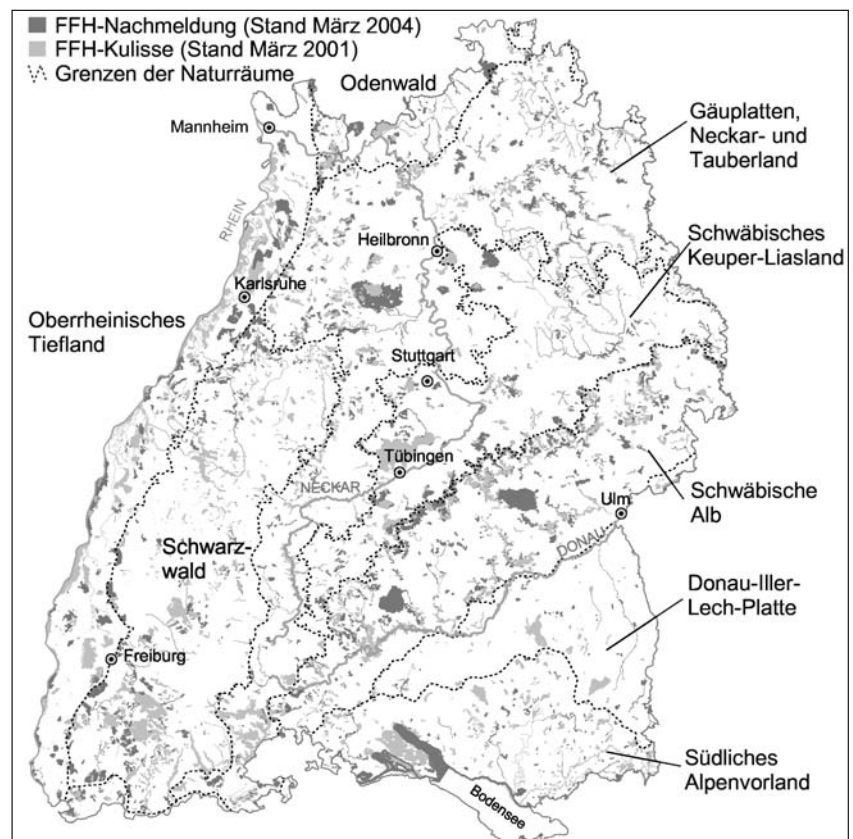 FFH-Nachmeldung (Stand März 2004)
FFH-Kulisse (Stand März 2001)
Grenzen der Naturräume
Odenwald
Mannheim
Gäuplatten,
Neckar- und
Tauberland
RHEIN
Heilbronn
Schwäbisches
Keuper-Liasland
Karlsruhe
Oberrheinisches
Tiefland
Stuttgart
Tübingen
NECKAR
Schwäbische
Alb
Ulm
DONAU
Schwarz-
wald
Donau-Iller-
Lech-Platte
Freiburg
Südliches
Alpenvorland
Bodensee